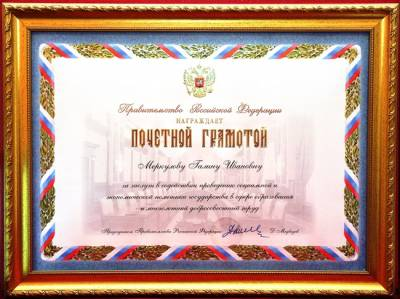 Правительство Российской Федерации
НАГРАЖДАЕТ
ПОЧЕТНОЙ ГРАМОТОЙ
Меркулову Галину Ивановну
за заслуги в содействии проведению социальной и
экономической политики государства в сфере образования
и многолетний добросовестный труд
Председатель Правительства Российской Федерации Д. Медведев